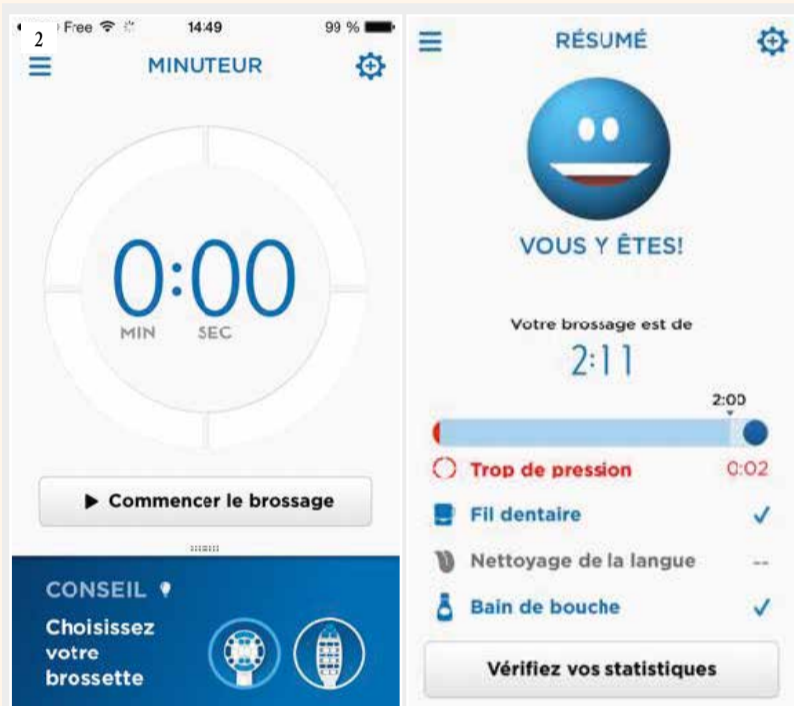 Free 14:49 99 %
2
MINUTEUR
0:00
MIN SEC
Commencer le brossage
CONSEIL
Choisissez
votre
brossette
RÉSUMÉ
VOUS Y ÊTES!
Votre brossage est de
2:11
2:00
Trop de pression 0:02
Fil dentaire
Nettoyage de la langue --
Bain de bouche
Vérifiez vos statistiques